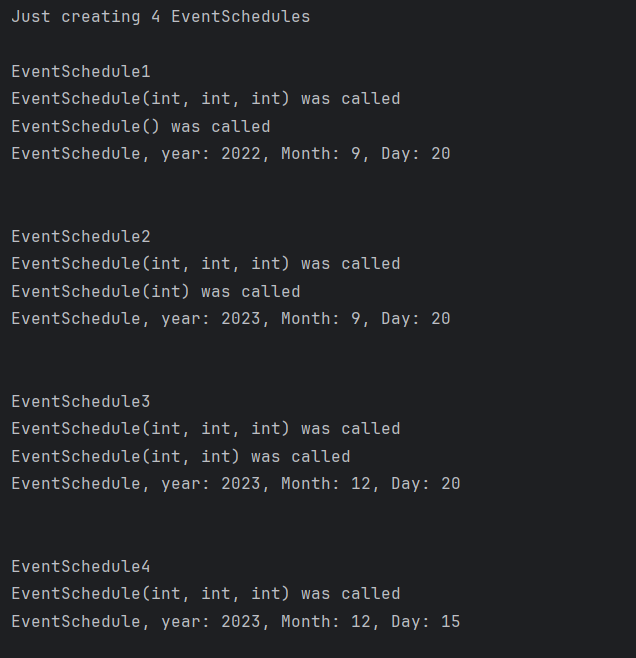 Just creating 4 EventSchedules
EventSchedule1
EventSchedule(int, int, int) was called
EventSchedule() was called
EventSchedule, year: 2022, Month: 9, Day: 20
EventSchedule2
EventSchedule(int, int, int) was called
EventSchedule(int) was called
EventSchedule, year: 2023, Month: 9, Day: 20
EventSchedule3
EventSchedule(int, int, int) was called
EventSchedule(int, int) was called
EventSchedule, year: 2023, Month: 12, Day: 20
EventSchedule4
EventSchedule(int, int, int) was called
EventSchedule, year: 2023, Month: 12, Day: 15